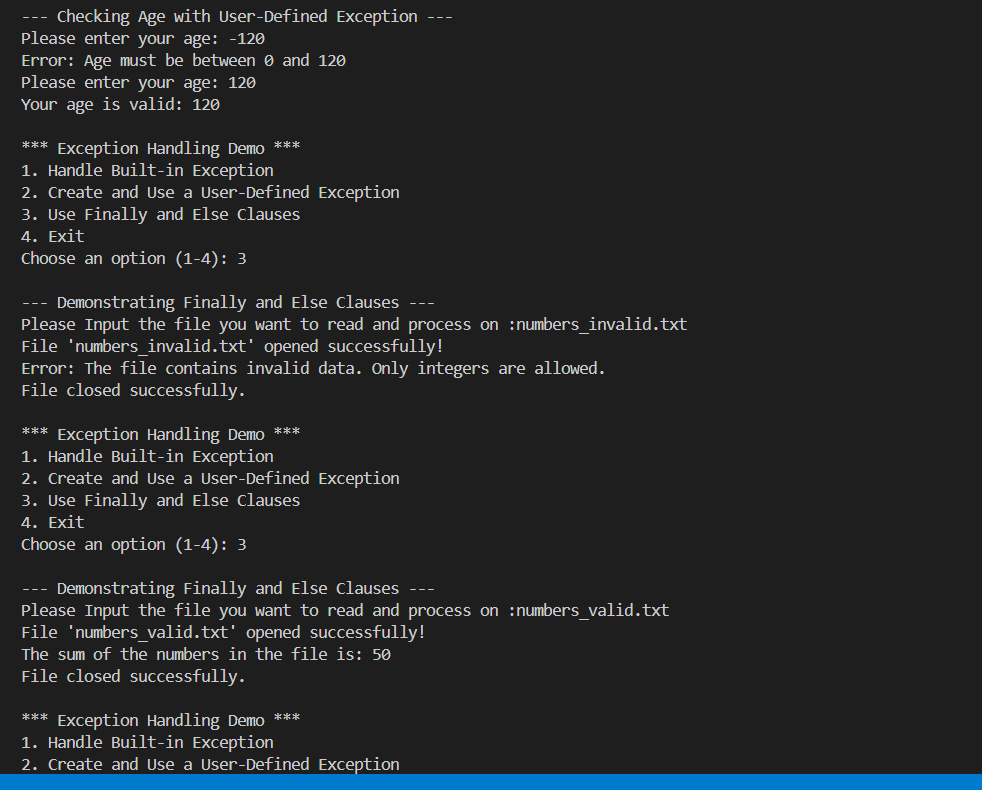 --- Checking Age with User-Defined Exception ---
Please enter your age: -120
Error: Age must be between 0 and 120
Please enter your age: 120
Your age is valid: 120
*** Exception Handling Demo ***
1. Handle Built-in Exception
2. Create and Use a User-Defined Exception
3. Use Finally and Else Clauses
4. Exit
Choose an option (1-4): 3
--- Demonstrating Finally and Else Clauses ---
Please Input the file you want to read and process on :numbers_invalid.txt
File 'numbers_invalid.txt' opened successfully!
Error: The file contains invalid data. Only integers are allowed.
File closed successfully.
*** Exception Handling Demo ***
1. Handle Built-in Exception
2. Create and Use a User-Defined Exception
3. Use Finally and Else Clauses
4. Exit
Choose an option (1-4): 3
--- Demonstrating Finally and Else Clauses ---
Please Input the file you want to read and process on :numbers_valid.txt
File 'numbers_valid.txt' opened successfully!
The sum of the numbers in the file is: 50
File closed successfully.
*** Exception Handling Demo ***
1. Handle Built-in Exception
2. Create and Use a User-Defined Exception